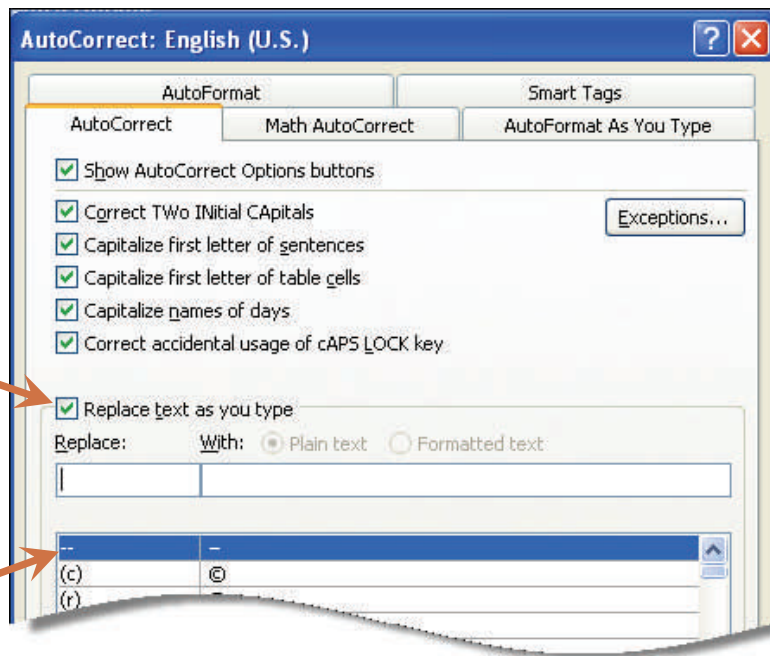 AutoCorrect: English (U.S.)
AutoFormat Smart Tags
AutoCorrect Math AutoCorrect AutoFormat As You Type
Show AutoCorrect Options buttons
Correct TWo INitial CApitals Exceptions...
Capitalize first letter of sentences
Capitalize first letter of table cells
Capitalize names of days
Correct accidental usage of cAPS LOCK key
Replace text as you type
Replace: With: Plain text Formatted text
-- –
(c) ©
(r)